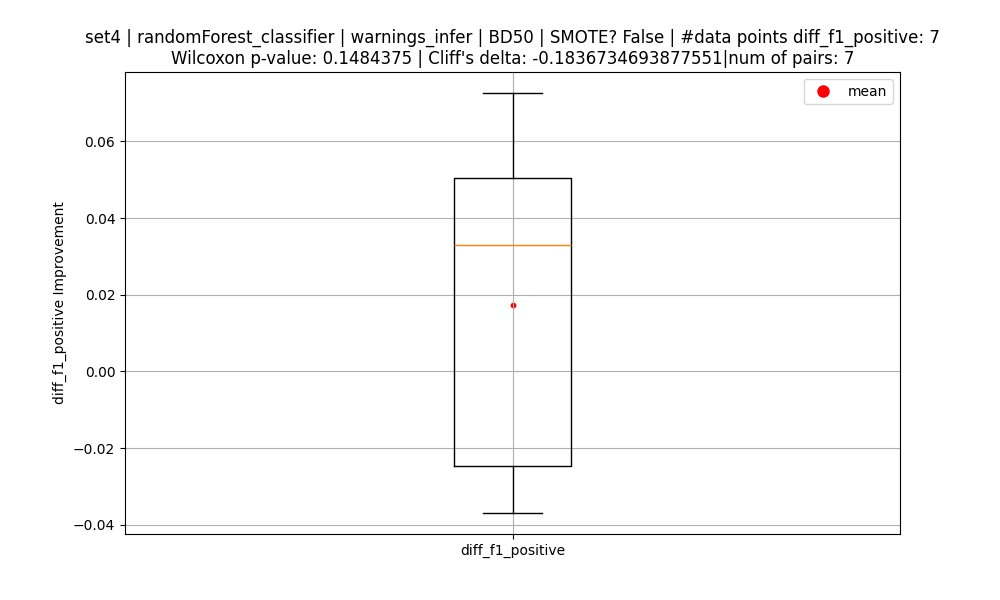 set4 | randomForest_classifier | warnings_infer | BD50 | SMOTE? False | #data points diff_f1_positive: 7
Wilcoxon p-value: 0.1484375 | Cliff's delta: -0.1836734693877551|num of pairs: 7
mean
0.06
0.04
0.02
0.00
−0.02
−0.04
diff_f1_positive Improvement
diff_f1_positive